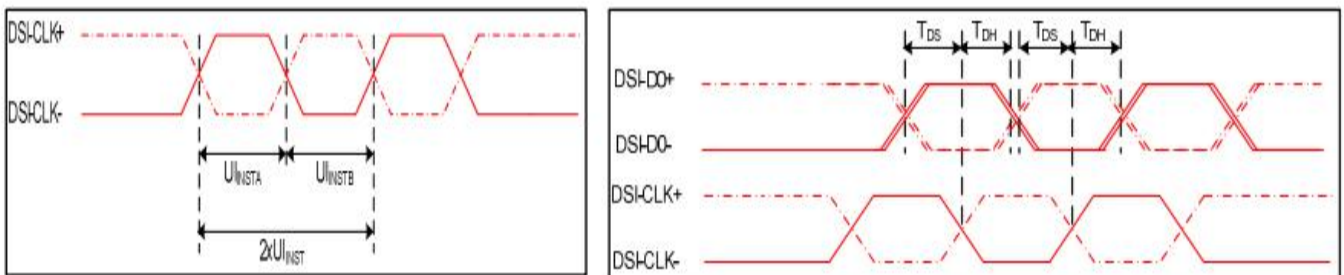 DSI-CLK+
DSI-CLK-
UIINSTA
UIINSTB
2xUIINST
TDS TDH TDS TDH
DSI-D0+
DSI-D0-
DSI-CLK+
DSI-CLK-